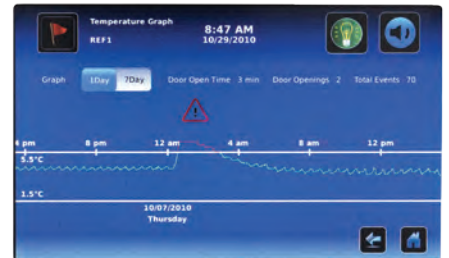 Temperature Graph
REF1
8:47 AM
10/29/2010
Graph 1Day 7Day Door Open Time 3 min Door Openings 2 Total Events 70
4 pm 8 pm 12 am 4 am 8 am 12 pm
5.5°C
1.5°C
10/07/2010
Thursday